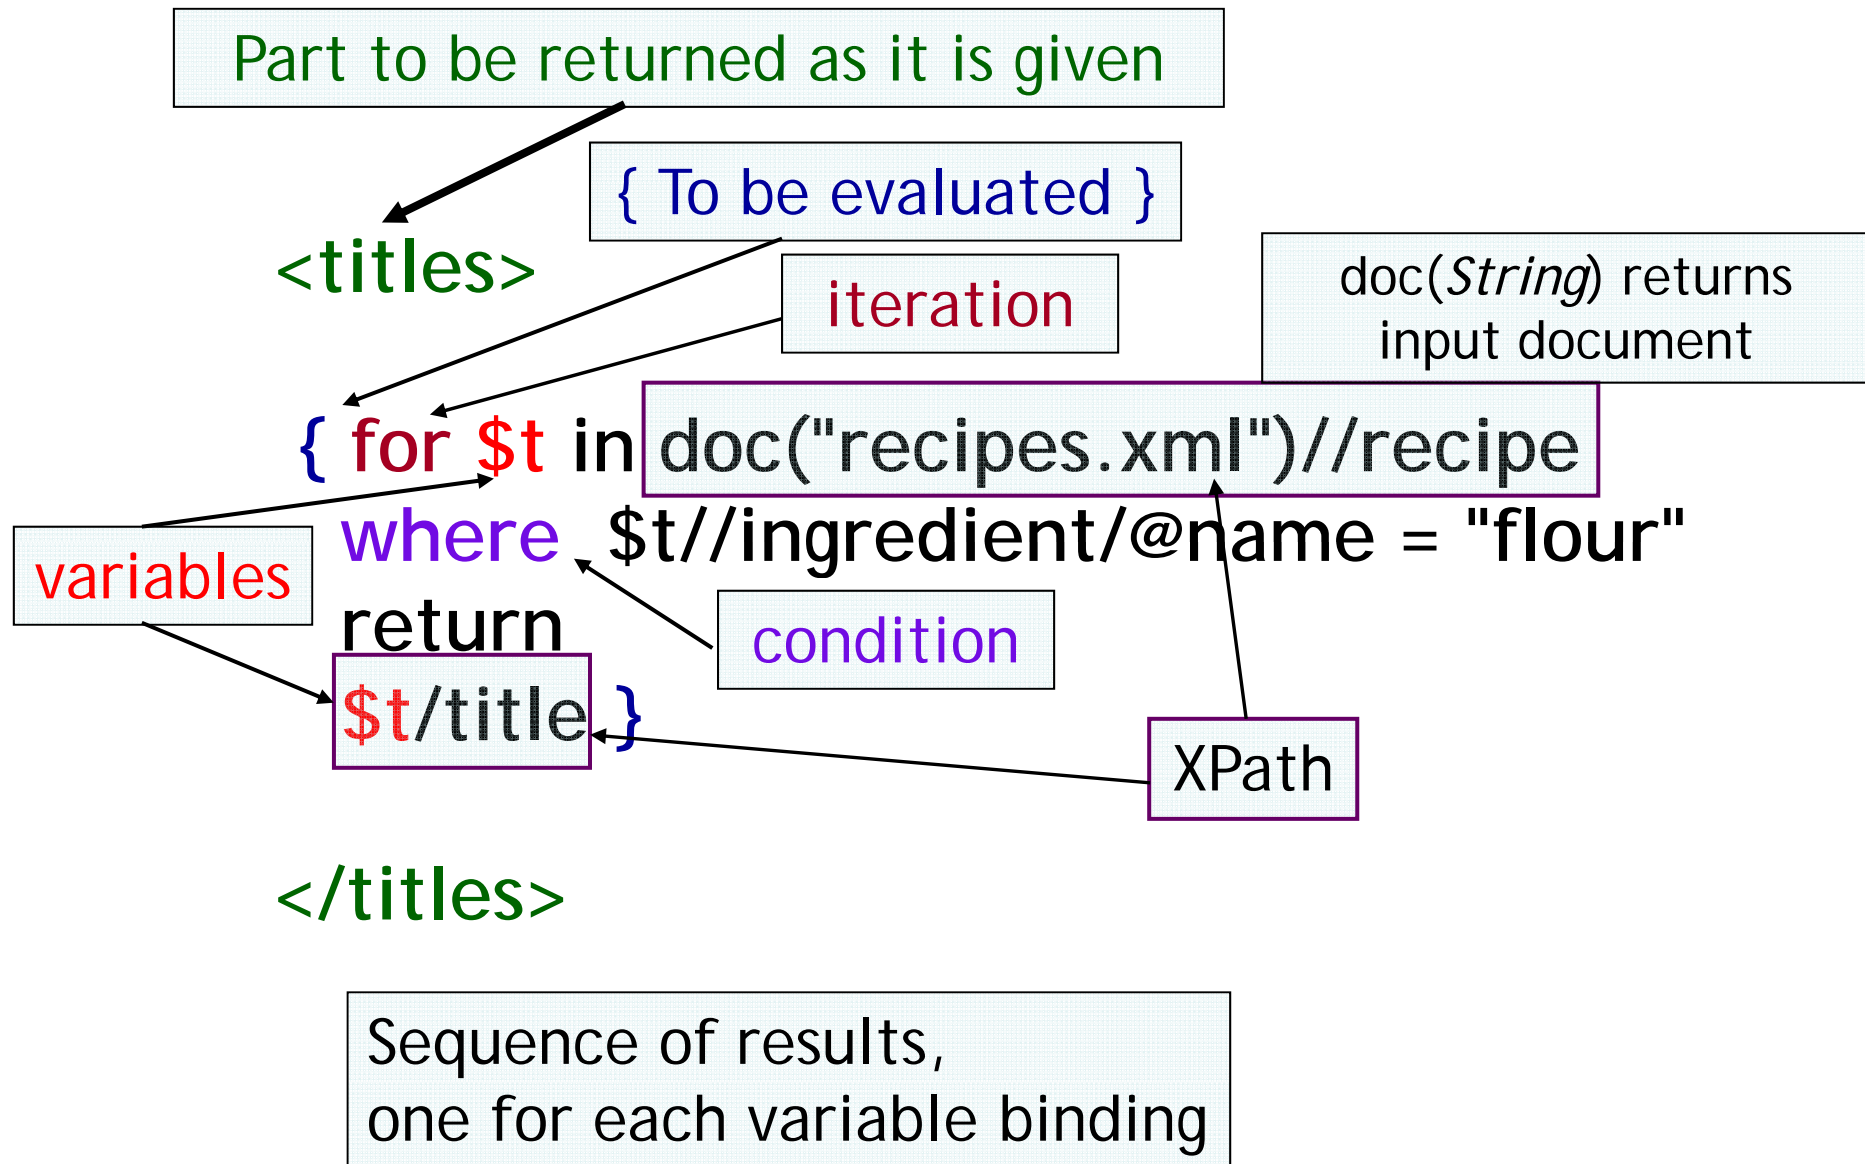 Part to be returned as it is given
{ To be evaluated }
<titles>
iteration
doc(String) returns
input document
{ for $t in doc("recipes.xml")//recipe
where $t//ingredient/@name = "flour"
variables
return
condition
$t/title }
XPath
</titles>
Sequence of results,
one for each variable binding